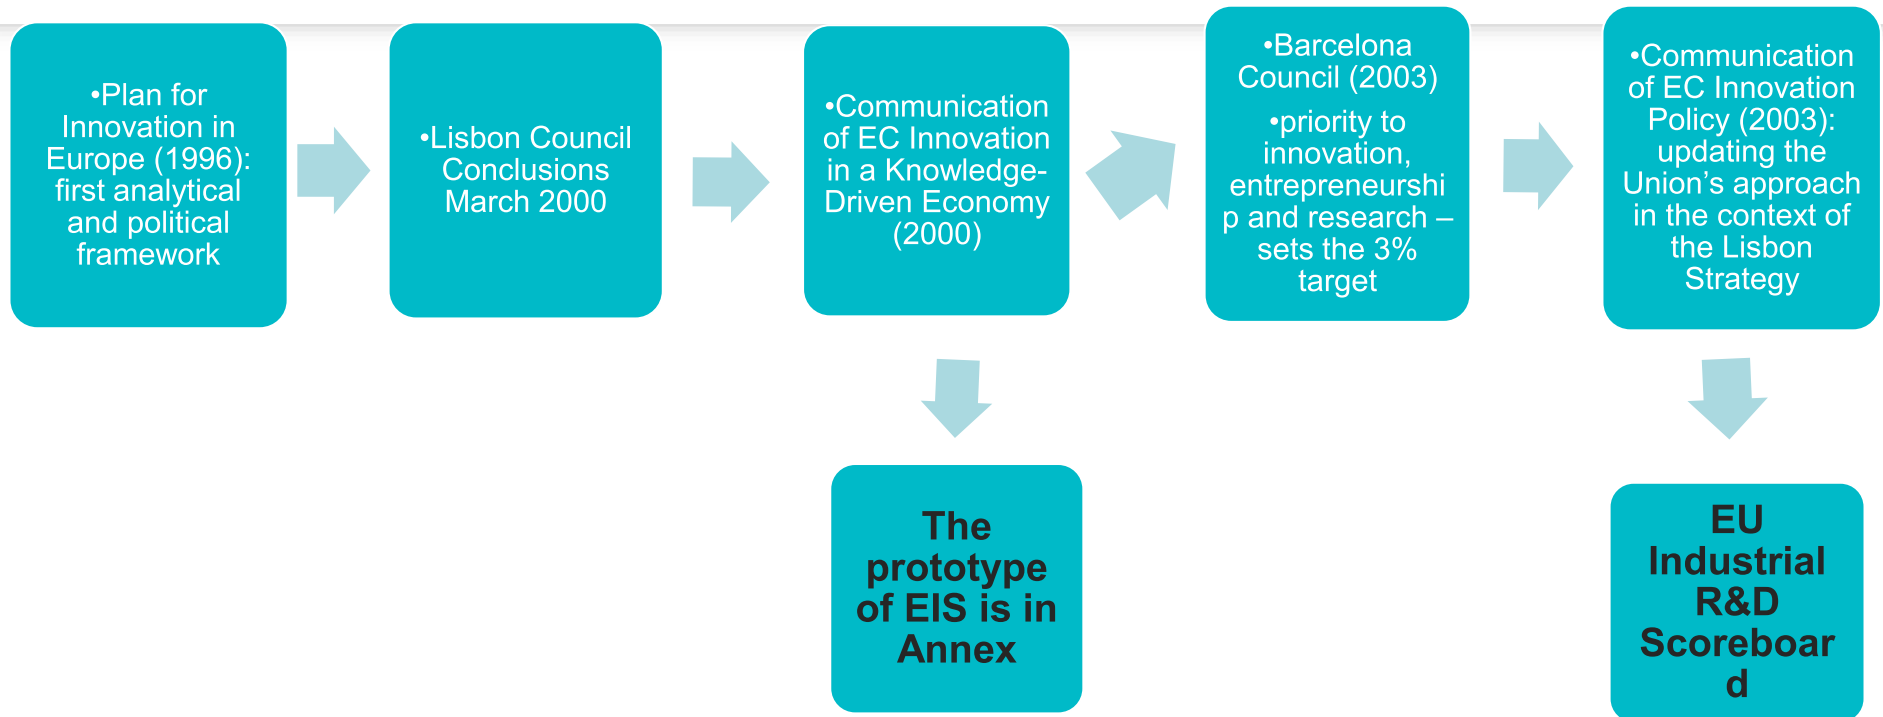 •Plan for
Innovation in
Europe (1996):
first analytical
and political
framework
•Lisbon Council
Conclusions
March 2000
•Communication
of EC Innovation
in a Knowledge-
Driven Economy
(2000)
•Barcelona
Council (2003)
•priority to
innovation,
entrepreneurshi
p and research –
sets the 3%
target
•Communication
of EC Innovation
Policy (2003):
updating the
Union’s approach
in the context of
the Lisbon
Strategy
The
prototype
of EIS is in
Annex
EU
Industrial
R&D
Scoreboar
d